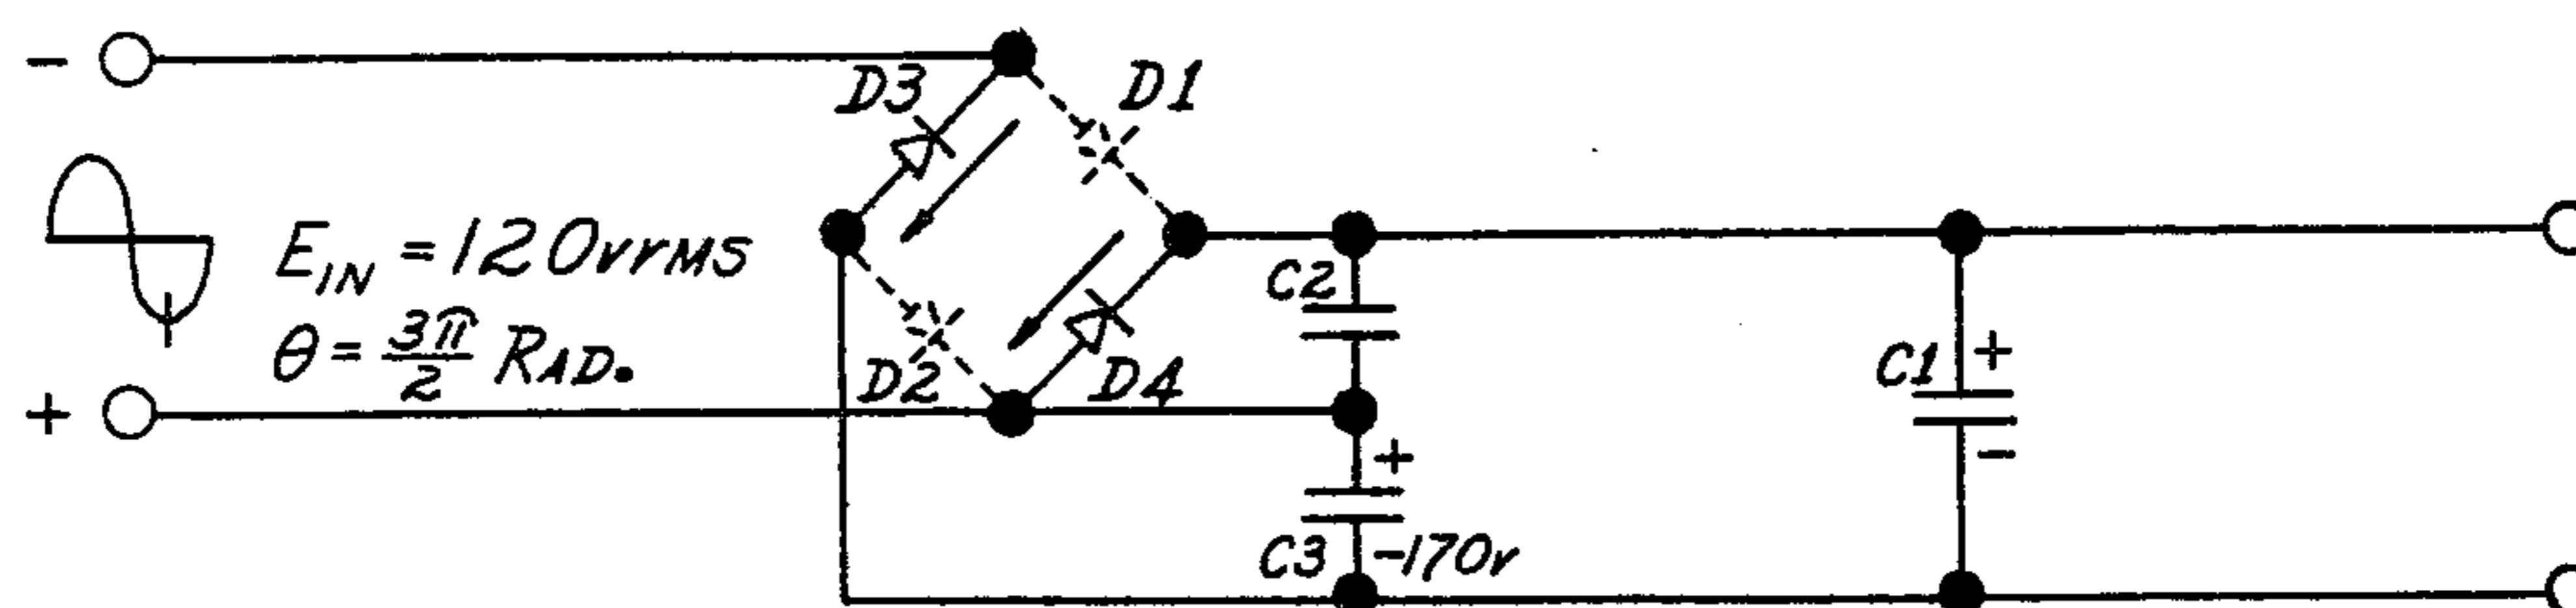 -
D3
D1
E_IN = 120VrMS
θ = 3π/2 RAD.
+
D2
D4
C2
+
C3
-170v
C1
+
-